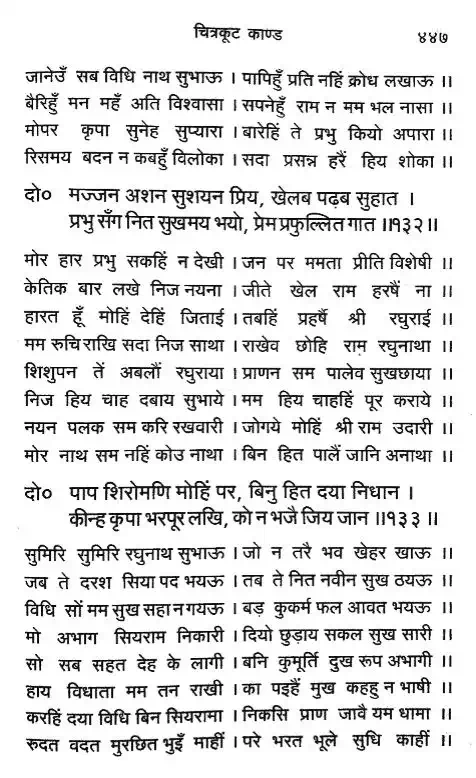 चित्रकूट काण्ड ४४७
जानेउँ सब विधि नाथ सुभाऊ । पापिहुँ प्रति नहिं क्रोध लखाऊ ॥
बैरिहुँ मन महँ अति विश्वासा । सपनेहुँ राम न मम भल नासा ॥
मोपर कृपा सुनेह सुप्यारा । बारेहिं ते प्रभु कियो अपारा ॥
रिसमय बदन न कबहुँ विलोका । सदा प्रसन्न हरैं हिय शोका ॥
दो० मज्जन अशन सुशयन प्रिय, खेलब पढ़ब सुहात ।
प्रभु सँग नित सुखमय भयो, प्रेम प्रफुल्लित गात ॥१३२॥
मोर हार प्रभु सकहिं न देखी । जन पर ममता प्रीति विशेषी ॥
केतिक बार लखे निज नयना । जीते खेल राम हरषैं ना ॥
हारत हूँ मोहिं देहिं जिताई । तबहिं प्रहर्षै श्री रघुराई ॥
मम रुचि राखि सदा निज साथा । राखेव छोहि राम रघुनाथा ॥
शिशुपन तें अबलौं रघुराया । प्राणन सम पालेव सुखछाया ॥
निज हिय चाह दबाय सुभाये । मम हिय चाहहिं पूर कराये ॥
नयन पलक सम करि रखवारी । जोगये मोहिं श्री राम उदारी ॥
मोर नाथ सम नहिं कोउ नाथा । बिन हित पालैं जानि अनाथा ॥
दो० पाप शिरोमणि मोहिं पर, बिनु हित दया निधान ।
कीन्ह कृपा भरपूर लखि, को न भजै जिय जान ॥१३३॥
सुमिरि सुमिरि रघुनाथ सुभाऊ । जो न तरै भव खेहर खाऊ ॥
जब ते दरश सिया पद भयऊ । तब ते नित नवीन सुख ठयऊ ॥
विधि सों मम सुख सहा न गयऊ । बड़ कुकर्म फल आवत भयऊ ॥
मो अभाग सियराम निकारी । दियो छुड़ाय सकल सुख सारी ॥
सो सब सहत देह के लागी । बनि कुमूर्ति दुख रूप अभागी ॥
हाय विधाता मम तन राखी । का पइहैं मुख कहहु न भाषी ॥
करहिं दया विधि बिन सियरामा । निकसि प्राण जावै यम धामा ॥
रुदत वदत मुरछित भुइँ माहीं । परे भरत भूले सुधि काहीं ॥